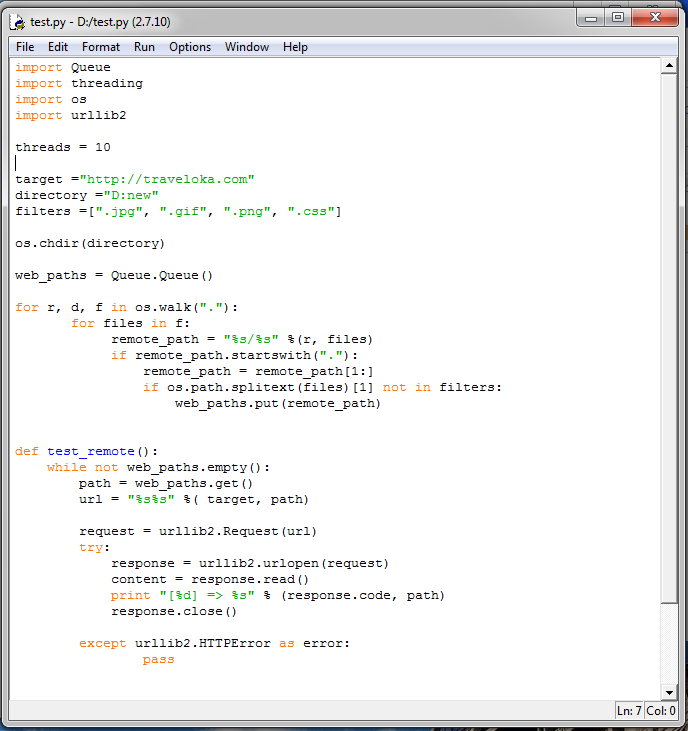 test.py - D:/test.py (2.7.10)
File Edit Format Run Options Window Help
import Queue
import threading
import os
import urllib2
threads = 10
target ="http://traveloka.com"
directory ="D:new"
filters =[".jpg", ".gif", ".png", ".css"]
os.chdir(directory)
web_paths = Queue.Queue()
for r, d, f in os.walk("."):
for files in f:
remote_path = "%s/%s" %(r, files)
if remote_path.startswith("."):
remote_path = remote_path[1:]
if os.path.splitext(files)[1] not in filters:
web_paths.put(remote_path)
def test_remote():
while not web_paths.empty():
path = web_paths.get()
url = "%s%s" %( target, path)
request = urllib2.Request(url)
try:
response = urllib2.urlopen(request)
content = response.read()
print "[%d] => %s" % (response.code, path)
response.close()
except urllib2.HTTPError as error:
pass
Ln: 7 Col: 0